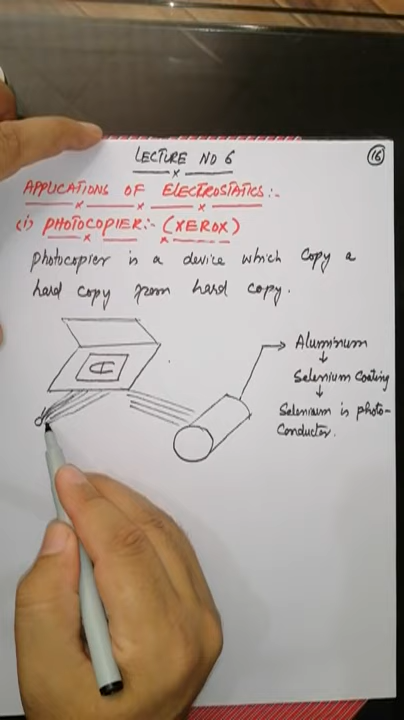 LECTURE NO 6
16
APPLICATIONS OF ELECTROSTATICS:-
(i) PHOTOCOPIER:- (XEROX)
Photocopier is a device which copy a
hard copy from hard copy.
Aluminum
Selenium Coating
Selenium is photo-
Conductor.